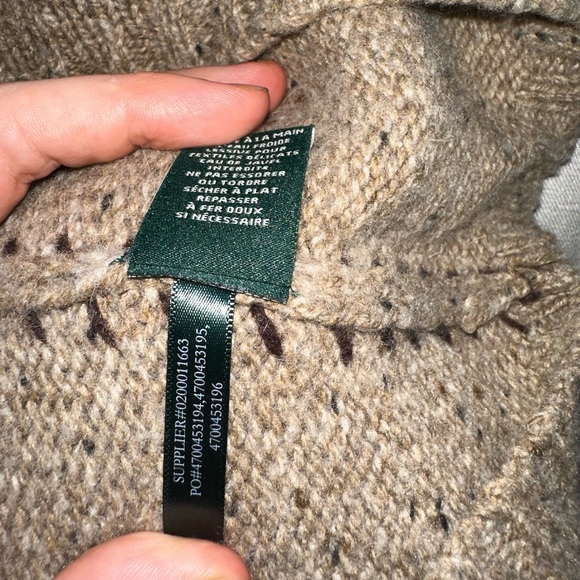 À LA MAIN
EAU FROIDE
LESSIVE POUR
TEXTILES DÉLICATS
EAU DE JAVEL
INTERDITE
NE PAS ESSORER
OU TORDRE
SÉCHER À PLAT
REPASSER
À FER DOUX
SI NÉCESSAIRE
SUPPLIER#0200011663
PO#4700453194,4700453195,
4700453196